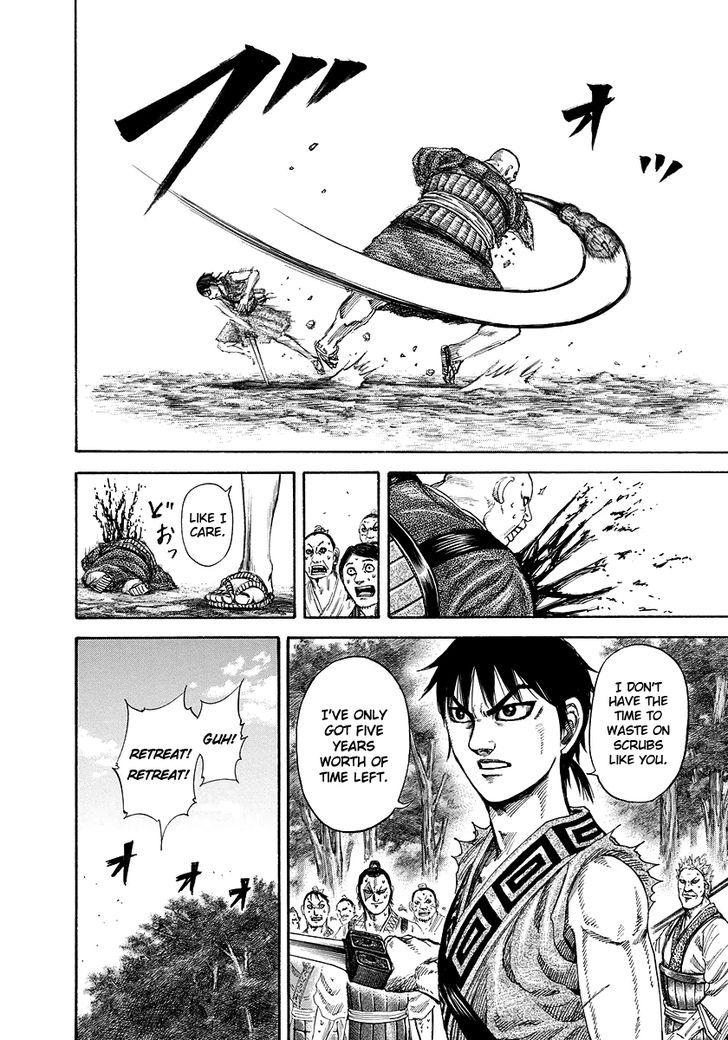 ブ''
オ
ツ
LIKE I
CARE.
どおっ
I DON'T
HAVE THE
TIME TO
WASTE ON
SCRUBS
LIKE YOU.
I'VE ONLY
GOT FIVE
YEARS
WORTH OF
TIME LEFT.
GUH!
RETREAT!
RETREAT!
オ
オ
オ